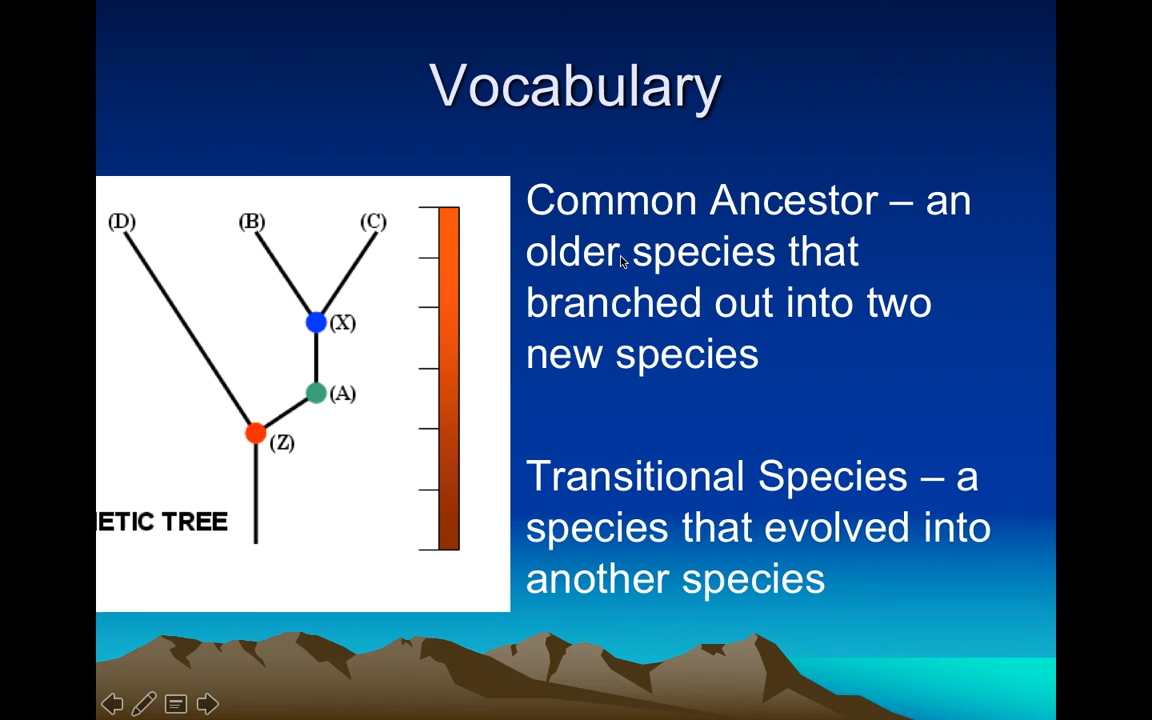 Vocabulary
(D)
(B)
(C)
(X)
(A)
(Z)
ETIC TREE
Common Ancestor – an
older species that
branched out into two
new species
Transitional Species – a
species that evolved into
another species